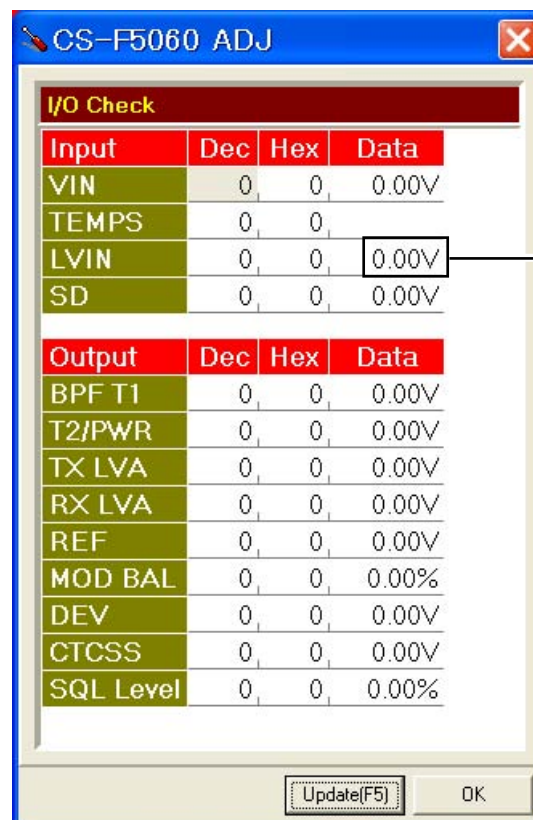 CS-F5060 ADJ
I/O Check
Input Dec Hex Data
VIN 0 0 0.00V
TEMPS 0 0
LVIN 0 0 0.00V
SD 0 0 0.00V
Output Dec Hex Data
BPF T1 0 0 0.00V
T2/PWR 0 0 0.00V
TX LVA 0 0 0.00V
RX LVA 0 0 0.00V
REF 0 0 0.00V
MOD BAL 0 0 0.00%
DEV 0 0 0.00V
CTCSS 0 0 0.00V
SQL Level 0 0 0.00%
Update(F5) OK